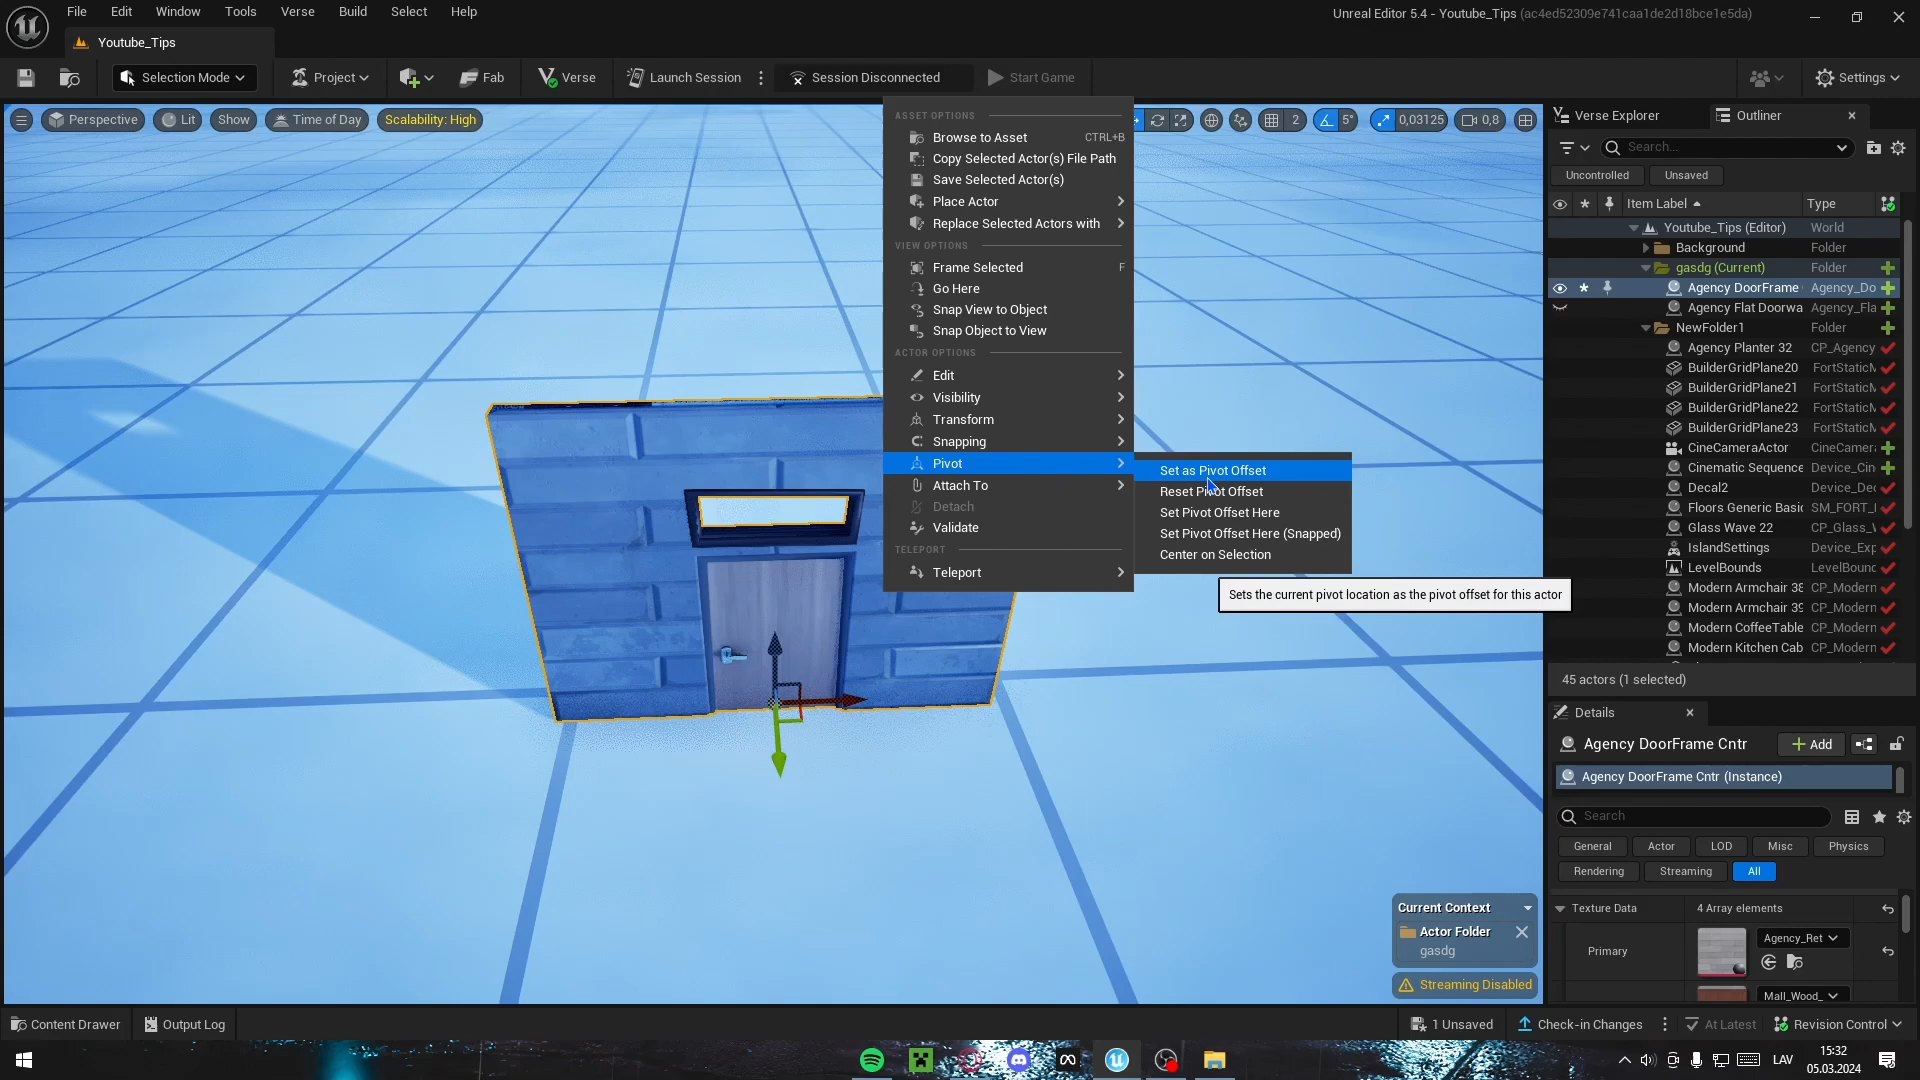 File Edit Window Tools Verse Build Select Help
Unreal Editor 5.4 - Youtube_Tips (ac4ed52309e741caa1de2d18bce1e5da)
Youtube_Tips
Selection Mode Project Fab Verse Launch Session Session Disconnected Start Game Settings
Perspective Lit Show Time of Day Scalability: High
2 5° 0,03125 0,8
ASSET OPTIONS
Browse to Asset CTRL+B
Copy Selected Actor(s) File Path
Save Selected Actor(s)
Place Actor
Replace Selected Actors with
VIEW OPTIONS
Frame Selected F
Go Here
Snap View to Object
Snap Object to View
ACTOR OPTIONS
Edit
Visibility
Transform
Snapping
Pivot
Attach To
Detach
Validate
TELEPORT
Teleport
Set as Pivot Offset
Reset Pivot Offset
Set Pivot Offset Here
Set Pivot Offset Here (Snapped)
Center on Selection
Sets the current pivot location as the pivot offset for this actor
Verse Explorer Outliner
Search...
Uncontrolled Unsaved
Item Label Type
Youtube_Tips (Editor) World
Background Folder
gasdg (Current) Folder
Agency DoorFrame Agency_Do
Agency Flat Doorwa Agency_Fla
NewFolder1 Folder
Agency Planter 32 CP_Agency
BuilderGridPlane20 FortStaticM
BuilderGridPlane21 FortStaticM
BuilderGridPlane22 FortStaticM
BuilderGridPlane23 FortStaticM
CineCameraActor CineCamera
Cinematic Sequence Device_Cin
Decal2 Device_Dec
Floors Generic Basic SM_FORT_
Glass Wave 22 CP_Glass_
IslandSettings Device_Exp
LevelBounds LevelBound
Modern Armchair 38 CP_Modern
Modern Armchair 39 CP_Modern
Modern CoffeeTable CP_Modern
Modern Kitchen Cab CP_Modern
45 actors (1 selected)
Details
Agency DoorFrame Cntr Add
Agency DoorFrame Cntr (Instance)
Search
General Actor LOD Misc Physics
Rendering Streaming All
Texture Data 4 Array elements
Primary Agency_Ret
Mall_Wood_
Current Context
Actor Folder
gasdg
Streaming Disabled
Content Drawer Output Log 1 Unsaved Check-in Changes At Latest Revision Control
LAV 15:32
05.03.2024